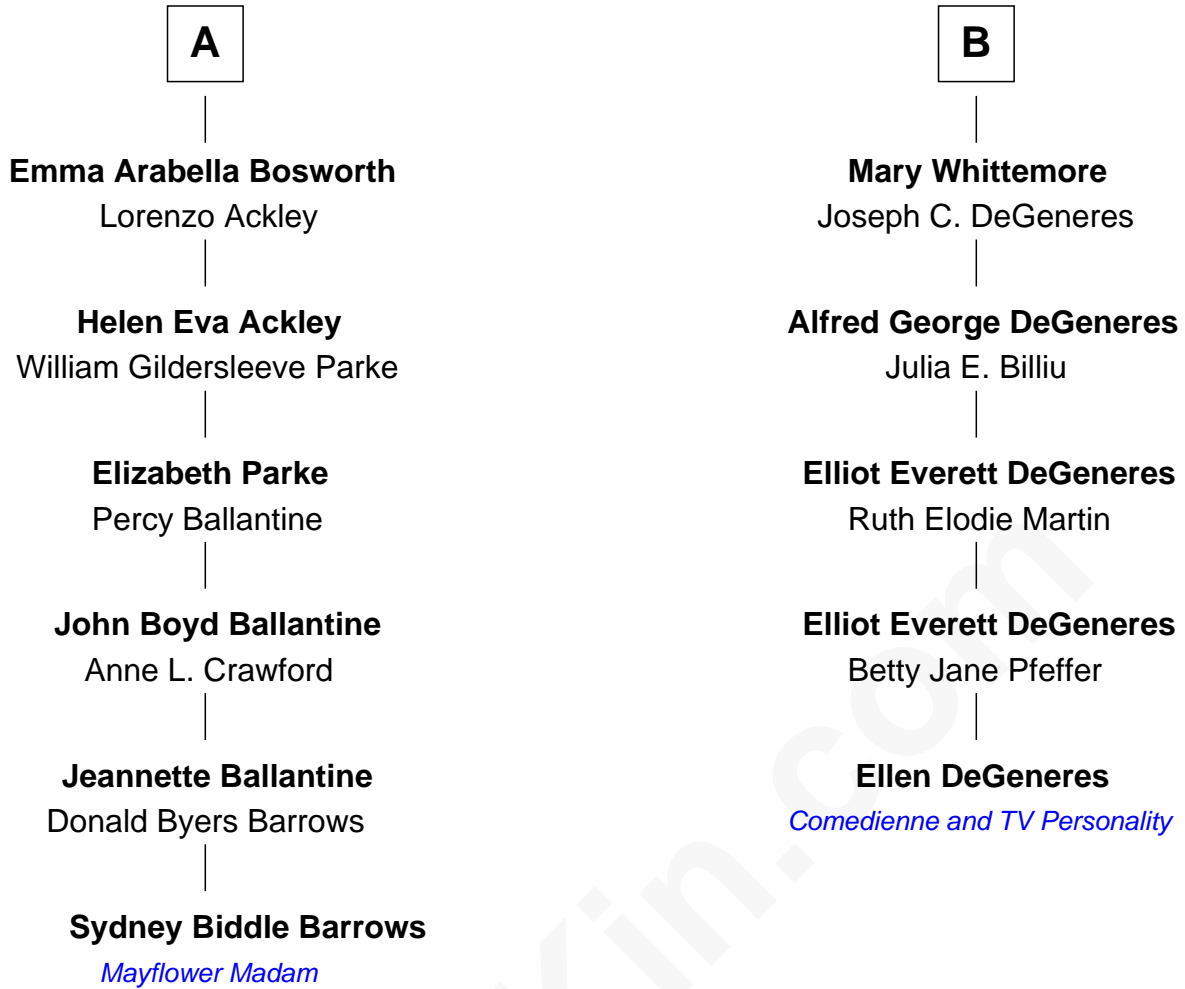 A
Emma Arabella Bosworth
Lorenzo Ackley
Helen Eva Ackley
William Gildersleeve Parke
Elizabeth Parke
Percy Ballantine
John Boyd Ballantine
Anne L. Crawford
Jeannette Ballantine
Donald Byers Barrows
Sydney Biddle Barrows
Mayflower Madam
B
Mary Whittemore
Joseph C. DeGeneres
Alfred George DeGeneres
Julia E. Billiu
Elliot Everett DeGeneres
Ruth Elodie Martin
Elliot Everett DeGeneres
Betty Jane Pfeffer
Ellen DeGeneres
Comedienne and TV Personality
Kin.com